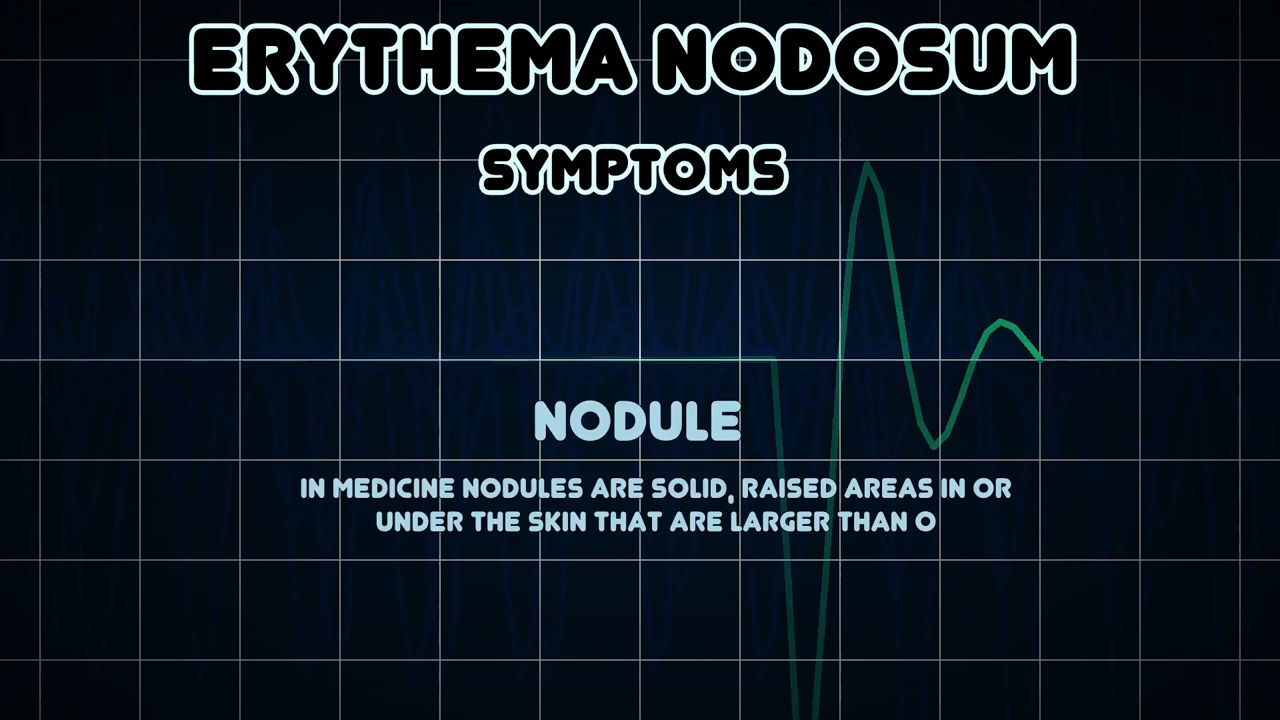 ERYTHEMA NODOSUM
SYMPTOMS
NODULE
IN MEDICINE NODULES ARE SOLID, RAISED AREAS IN OR
UNDER THE SKIN THAT ARE LARGER THAN 0